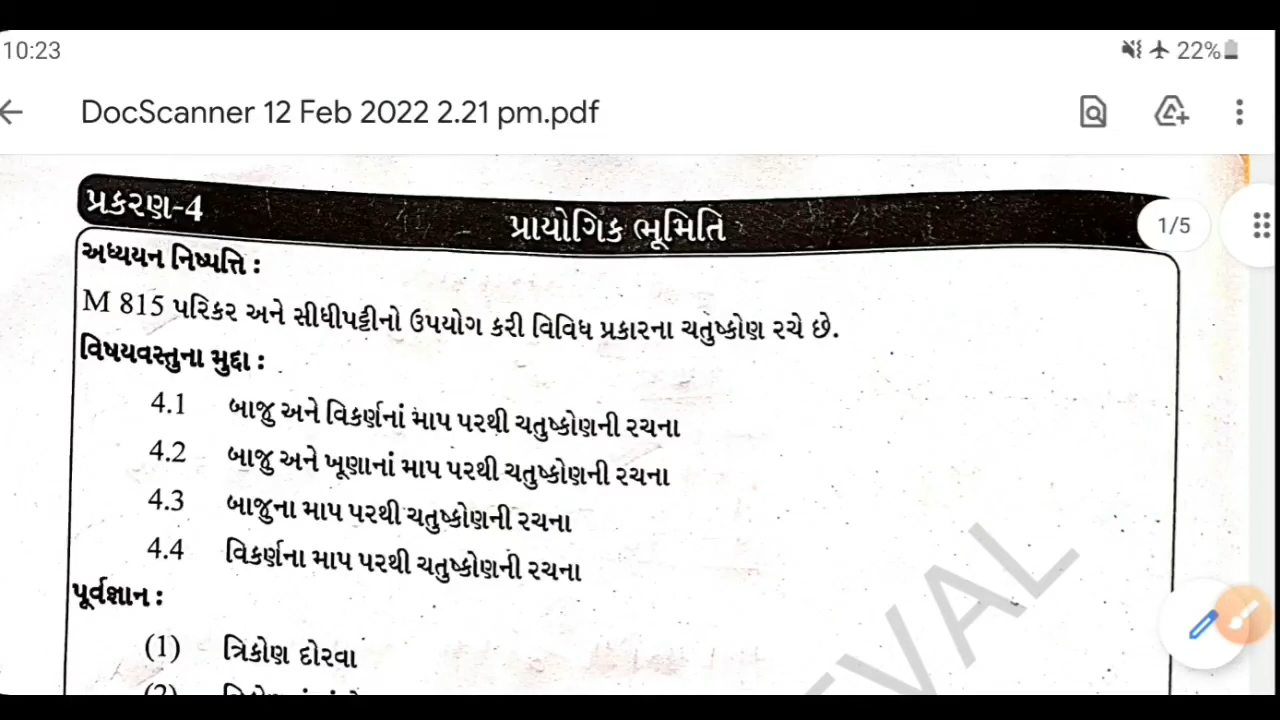 10:23
22%
DocScanner 12 Feb 2022 2.21 pm.pdf
પ્રકરણ-4
પ્રાયોગિક ભૂમિતિ
1/5
અધ્યયન નિષ્પત્તિ :
M 815 પરિકર અને સીધીપટ્ટીનો ઉપયોગ કરી વિવિધ પ્રકારના ચતુષ્કોણ રચે છે.
વિષયવસ્તુના મુદ્દા :
4.1 બાજુ અને વિકર્ણનાં માપ પરથી ચતુષ્કોણની રચના
4.2 બાજુ અને ખૂણાનાં માપ પરથી ચતુષ્કોણની રચના
4.3 બાજુના માપ પરથી ચતુષ્કોણની રચના
4.4 વિકર્ણના માપ પરથી ચતુષ્કોણની રચના
પૂર્વજ્ઞાન :
(1) ત્રિકોણ દોરવા
(2)